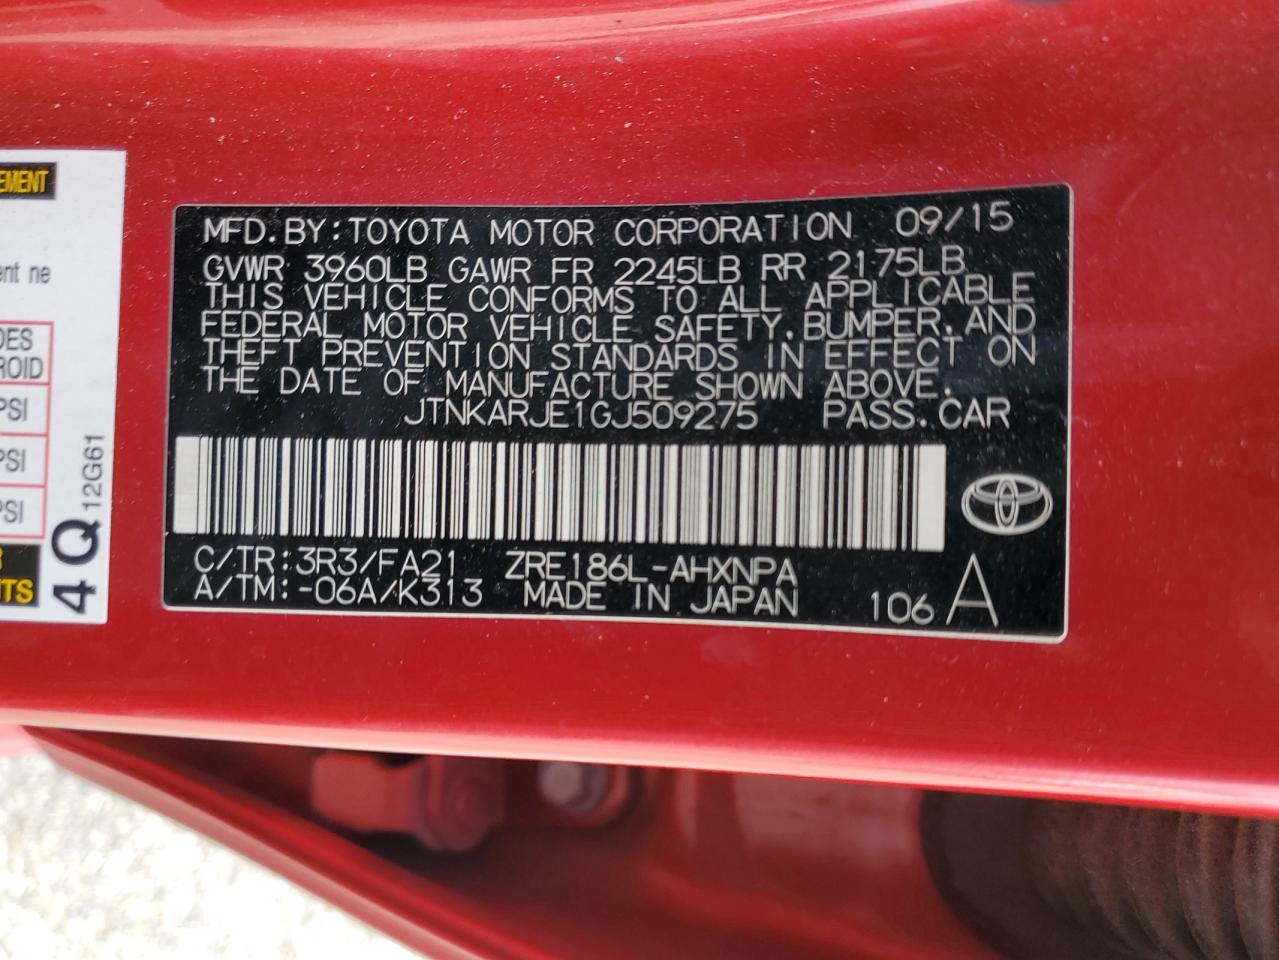 EMENT
ent ne
DES
ROID
PSI
PSI
PSI
4Q 12G61
MFD.BY:TOYOTA MOTOR CORPORATION 09/15
GVWR 3960LB GAWR FR 2245LB RR 2175LB
THIS VEHICLE CONFORMS TO ALL APPLICABLE
FEDERAL MOTOR VEHICLE SAFETY,BUMPER,AND
THEFT PREVENTION STANDARDS IN EFFECT ON
THE DATE OF MANUFACTURE SHOWN ABOVE.
JTNKARJE1GJ509275 PASS.CAR
C/TR:3R3/FA21 ZRE186L-AHXNPA
A/TM:-06A/K313 MADE IN JAPAN 106 A